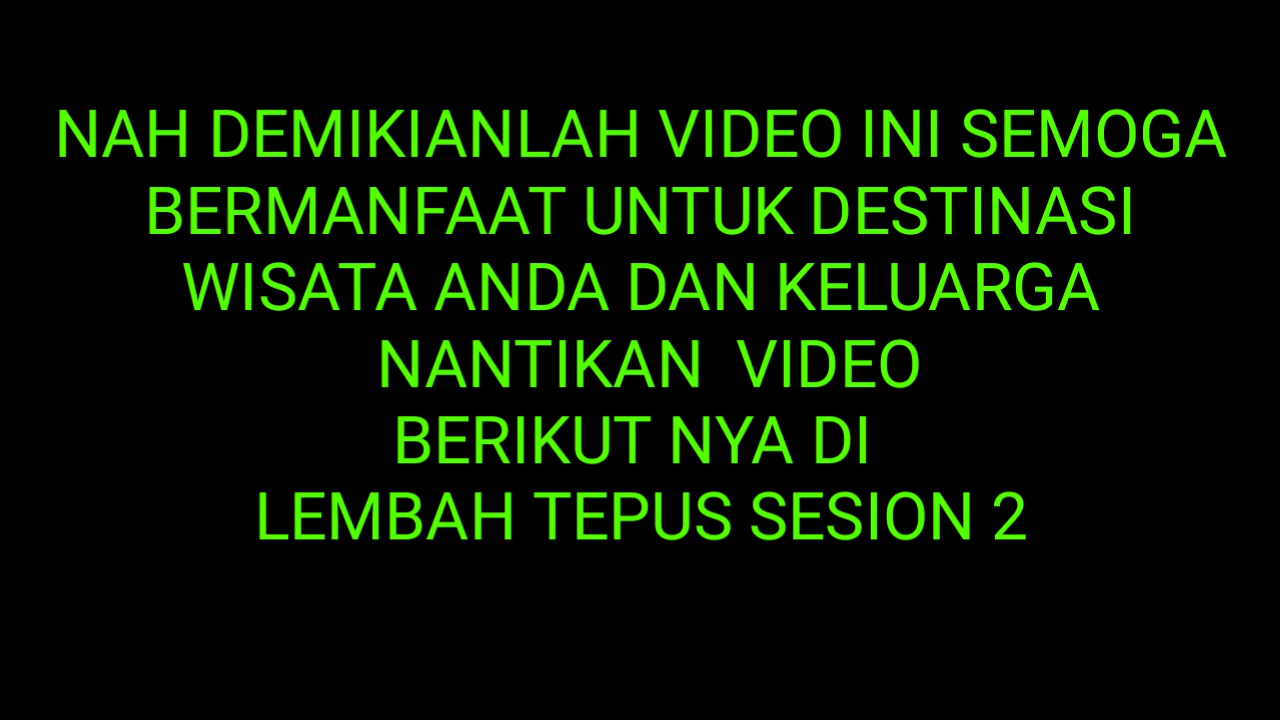 NAH DEMIKIANLAH VIDEO INI SEMOGA
BERMANFAAT UNTUK DESTINASI
WISATA ANDA DAN KELUARGA
NANTIKAN  VIDEO
BERIKUT NYA DI
LEMBAH TEPUS SESION 2